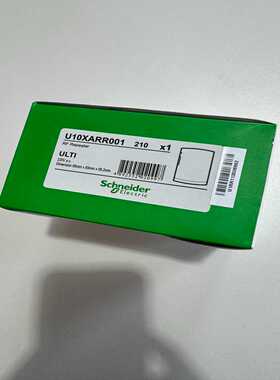 U10XARR001 210 x1
RF Repeater
ULTI
Schneider
Electric